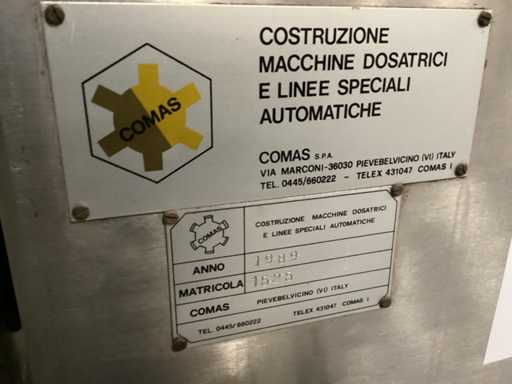 COMAS
COSTRUZIONE
MACCHINE DOSATRICI
E LINEE SPECIALI
AUTOMATICHE
COMAS S.P.A.
VIA MARCONI-36030 PIEVEBELVICINO (VI) ITALY
TEL. 0445/660222 - TELEX 431047 COMAS I
COMAS
COSTRUZIONE MACCHINE DOSATRICI
E LINEE SPECIALI AUTOMATICHE
ANNO 1989
MATRICOLA 1525
COMAS PIEVEBELVICINO (VI) ITALY
TEL. 0445/660222 TELEX 431047 COMAS I